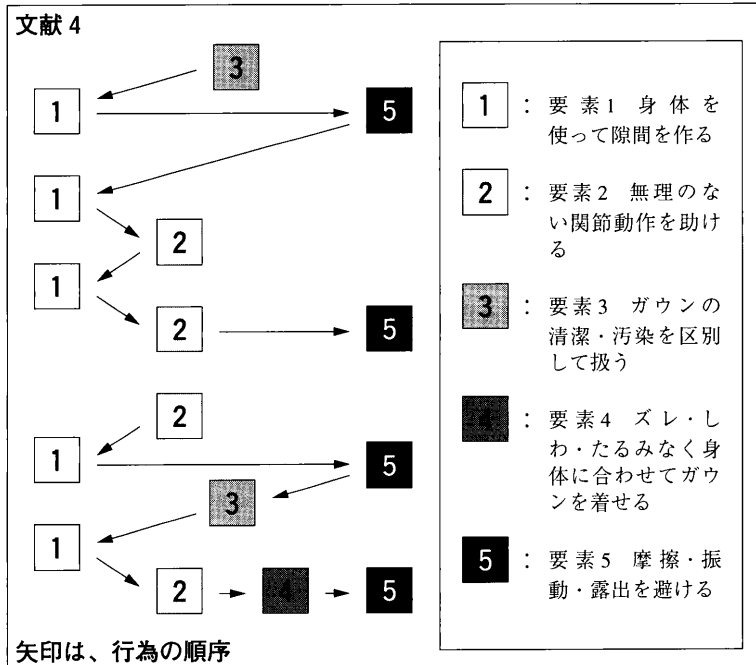 文献 4
3
1 5
1
2
1
2 5
2
1 5
3
1
2 4 5
矢印は、行為の順序
1 : 要素1 身体を
使って隙間を作る
2 : 要素2 無理のな
い関節動作を助け
る
3 : 要素3 ガウンの
清潔・汚染を区別
して扱う
4 : 要素4 ズレ・し
わ・たるみなく身
体に合わせてガウ
ンを着せる
5 : 要素5 摩擦・振
動・露出を避ける